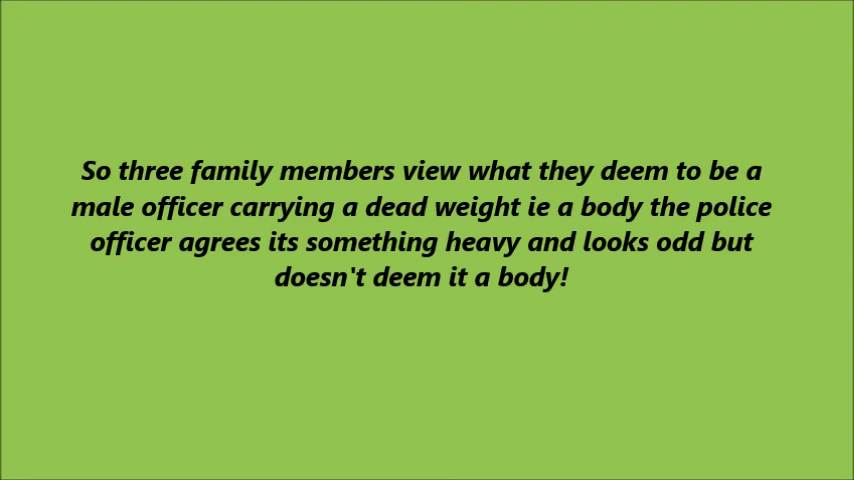 So three family members view what they deem to be a
male officer carrying a dead weight ie a body the police
officer agrees its something heavy and looks odd but
doesn't deem it a body!